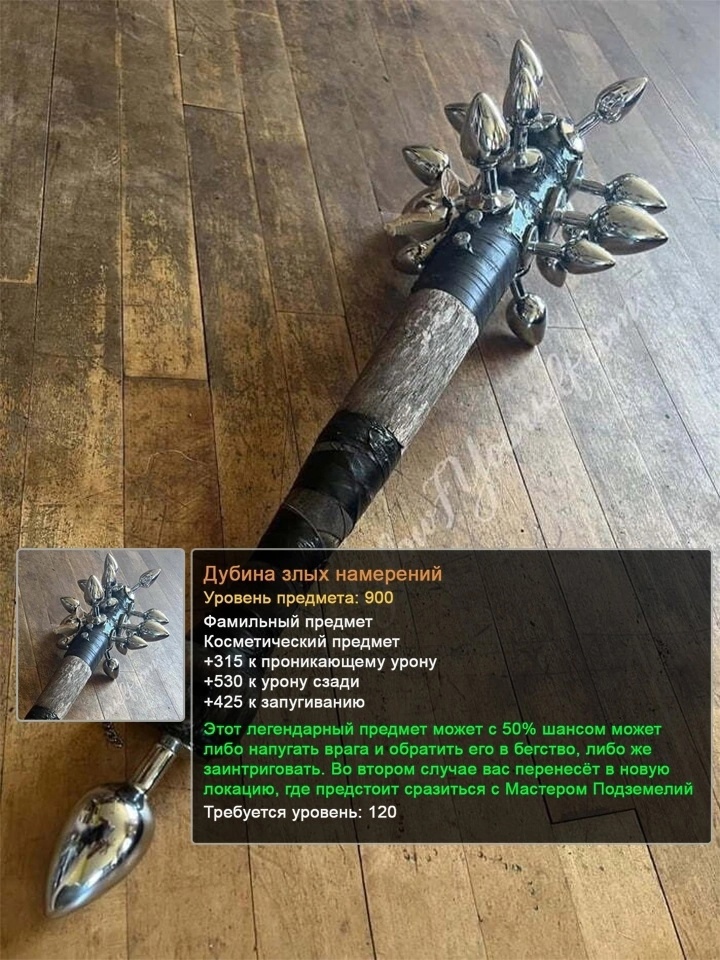 Дубина злых намерений
Уровень предмета: 900
Фамильный предмет
Косметический предмет
+315 к проникающему урону
+530 к урону сзади
+425 к запугиванию
Этот легендарный предмет может с 50% шансом может
либо напугать врага и обратить его в бегство, либо же
заинтриговать. Во втором случае вас перенесёт в новую
локацию, где предстоит сразиться с Мастером Подземелий
Требуется уровень: 120